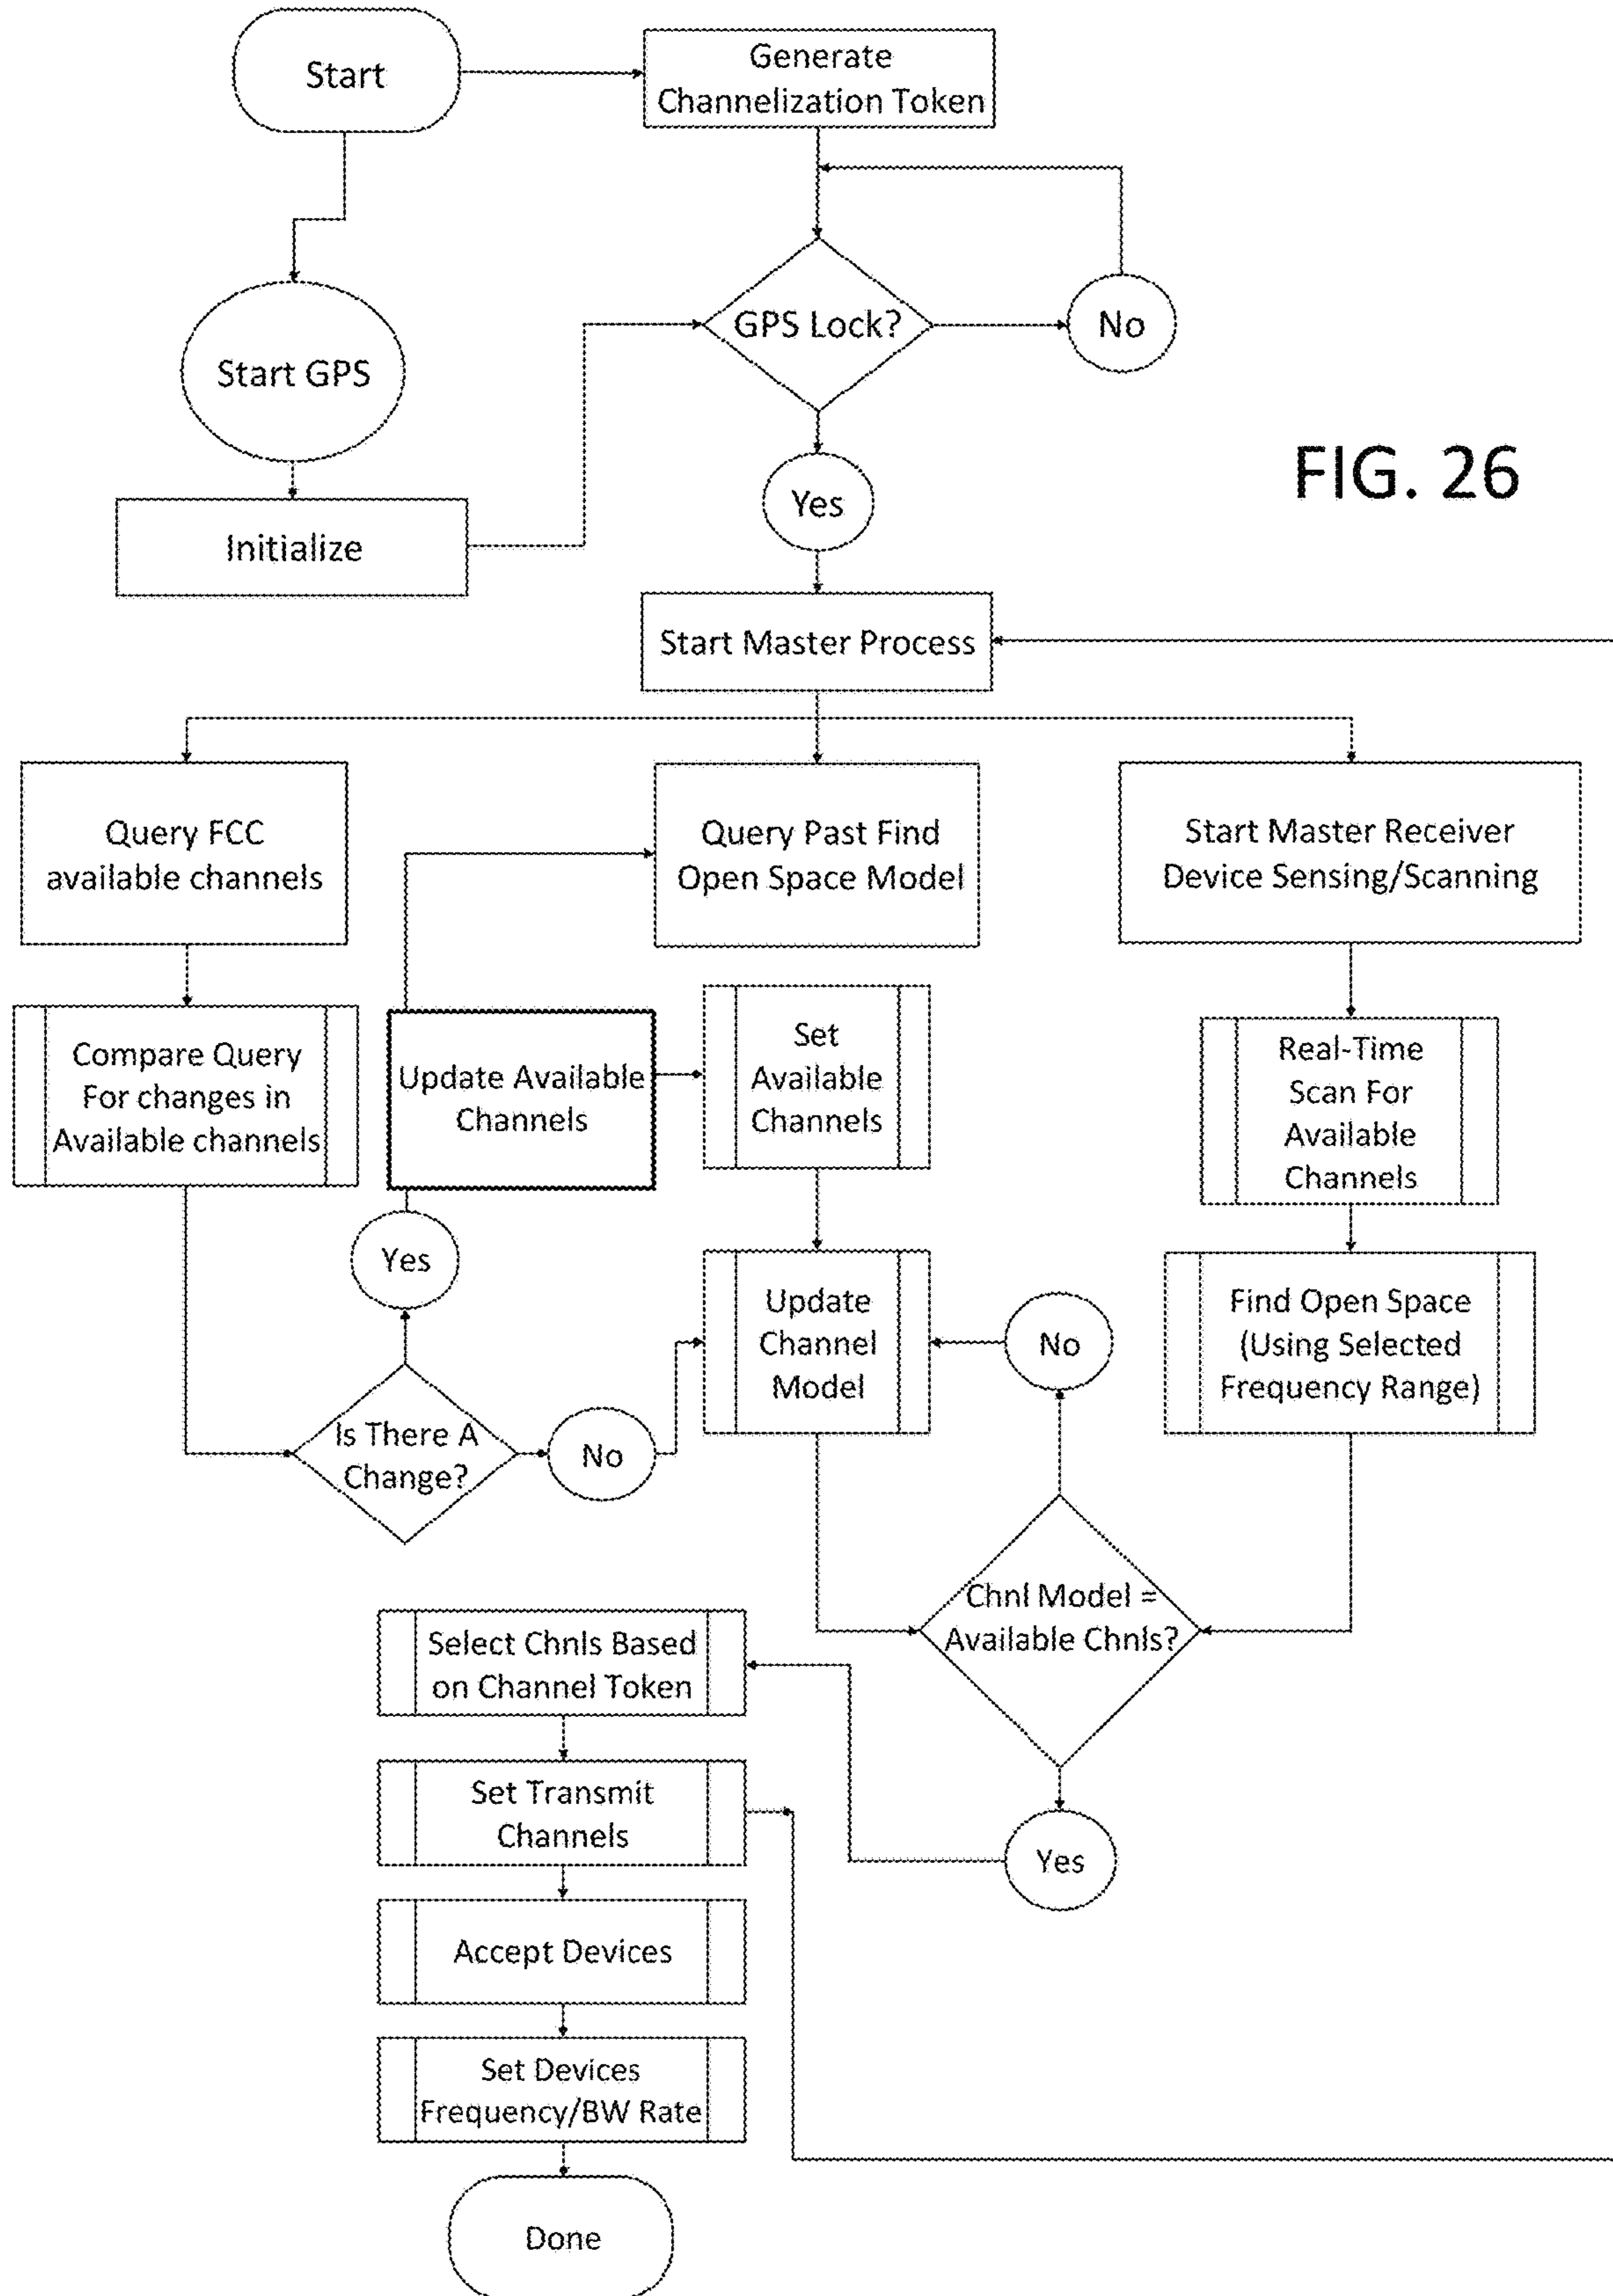 Start
Generate
Channelization Token
GPS Lock?
No
Start GPS
FIG. 26
Yes
Initialize
Start Master Process
Query FCC
available channels
Query Past Find
Open Space Model
Start Master Receiver
Device Sensing/Scanning
Compare Query
For changes in
Available channels
Update Available
Channels
Set
Available
Channels
Real-Time
Scan For
Available
Channels
Yes
Update
Channel
Model
No
Find Open Space
(Using Selected
Frequency Range)
Is There A
Change?
No
Chnl Model =
Available Chnls?
Select Chnls Based
on Channel Token
Set Transmit
Channels
Yes
Accept Devices
Set Devices
Frequency/BW Rate
Done